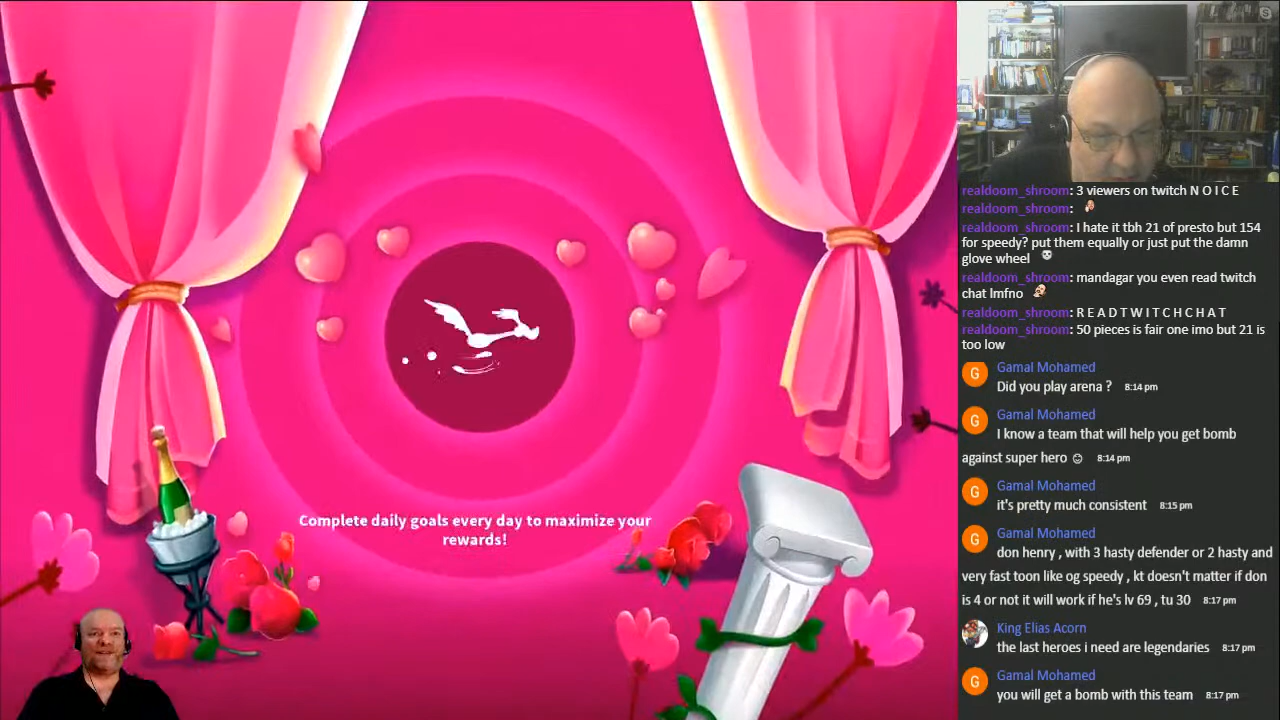 Complete daily goals every day to maximize your
rewards!
realdoom_shroom: 3 viewers on twitch N O I C E
realdoom_shroom:
realdoom_shroom: I hate it tbh 21 of presto but 154
for speedy? put them equally or just put the damn
glove wheel
realdoom_shroom: mandagar you even read twitch
chat lmfno
realdoom_shroom: R E A D T W I T C H C H A T
realdoom_shroom: 50 pieces is fair one imo but 21 is
too low
G Gamal Mohamed
Did you play arena ? 8:14 pm
G Gamal Mohamed
I know a team that will help you get bomb
against super hero 8:14 pm
G Gamal Mohamed
it's pretty much consistent 8:15 pm
G Gamal Mohamed
don henry , with 3 hasty defender or 2 hasty and
very fast toon like og speedy , kt doesn't matter if don
is 4 or not it will work if he's lv 69 , tu 30 8:17 pm
King Elias Acorn
the last heroes i need are legendaries 8:17 pm
G Gamal Mohamed
you will get a bomb with this team 8:17 pm